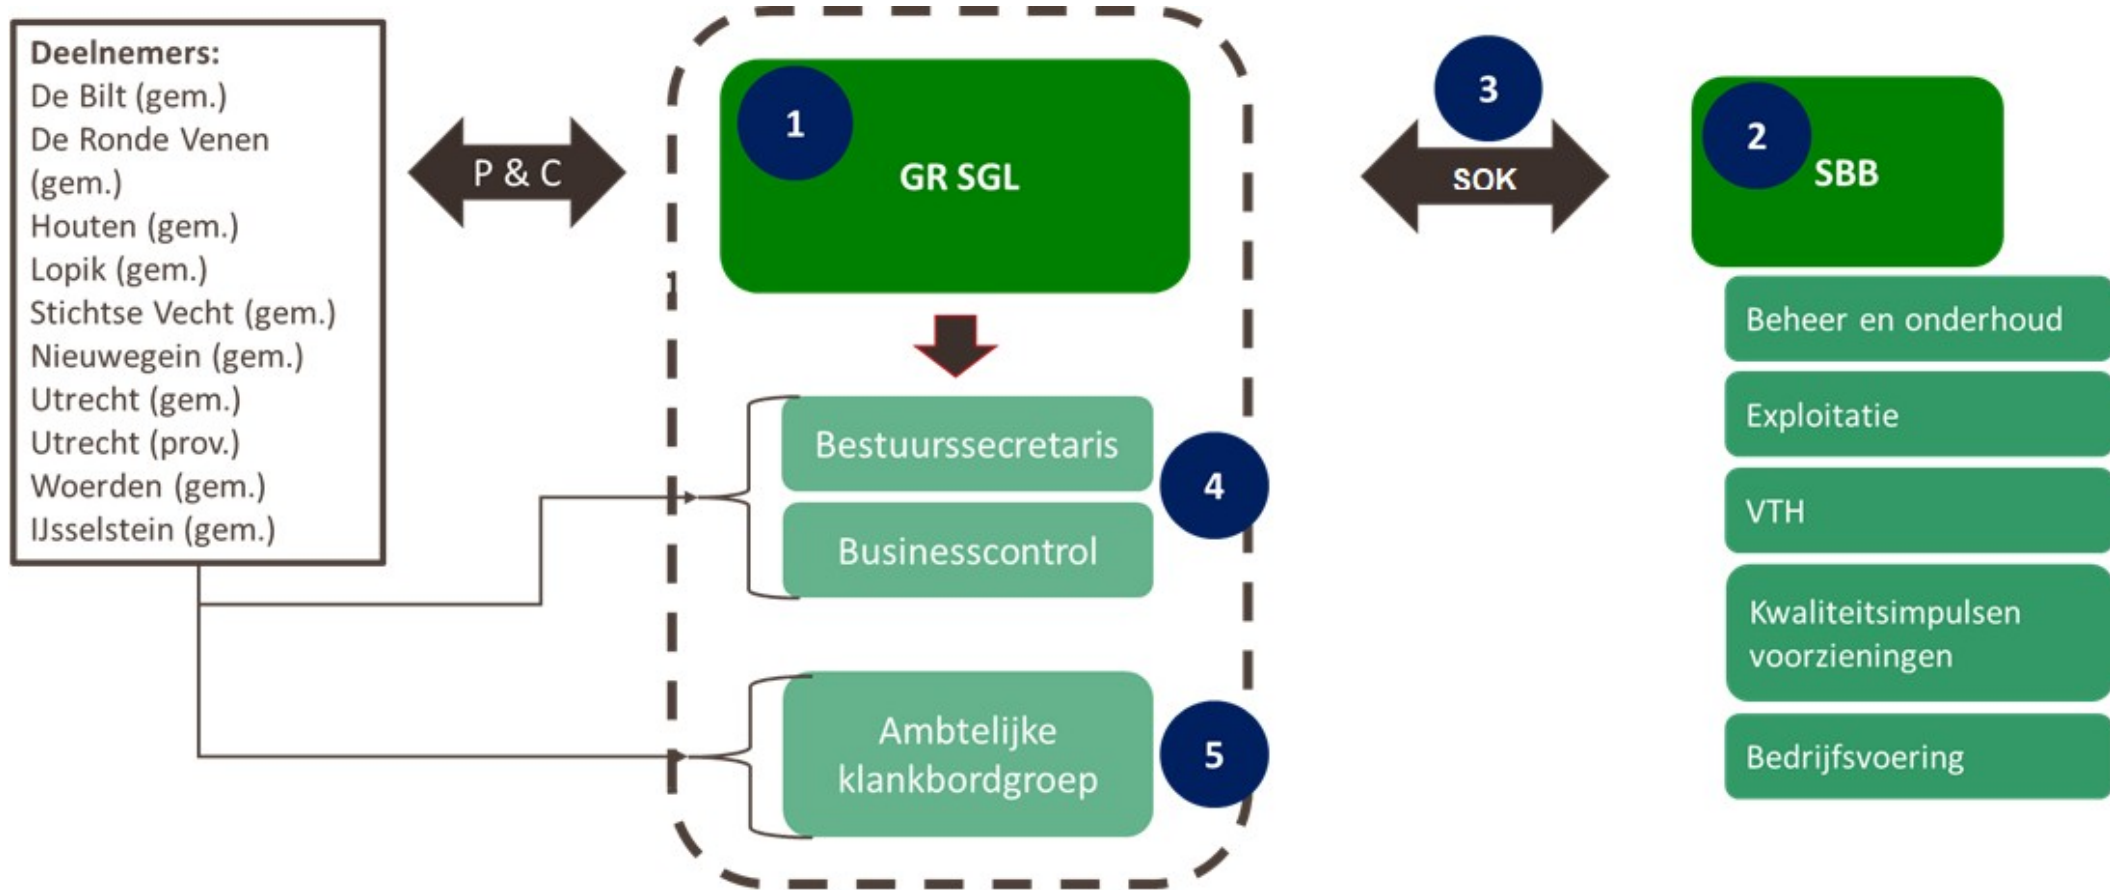 Deelnemers:
De Bilt (gem.)
De Ronde Venen
(gem.)
Houten (gem.)
Lopik (gem.)
Stichtse Vecht (gem.)
Nieuwegein (gem.)
Utrecht (gem.)
Utrecht (prov.)
Woerden (gem.)
IJsselstein (gem.)
P & C
1
GR SGL
Bestuurssecretaris
Businesscontrol
4
Ambtelijke
klankbordgroep
5
3
SOK
2
SBB
Beheer en onderhoud
Exploitatie
VTH
Kwaliteitsimpulsen
voorzieningen
Bedrijfsvoering